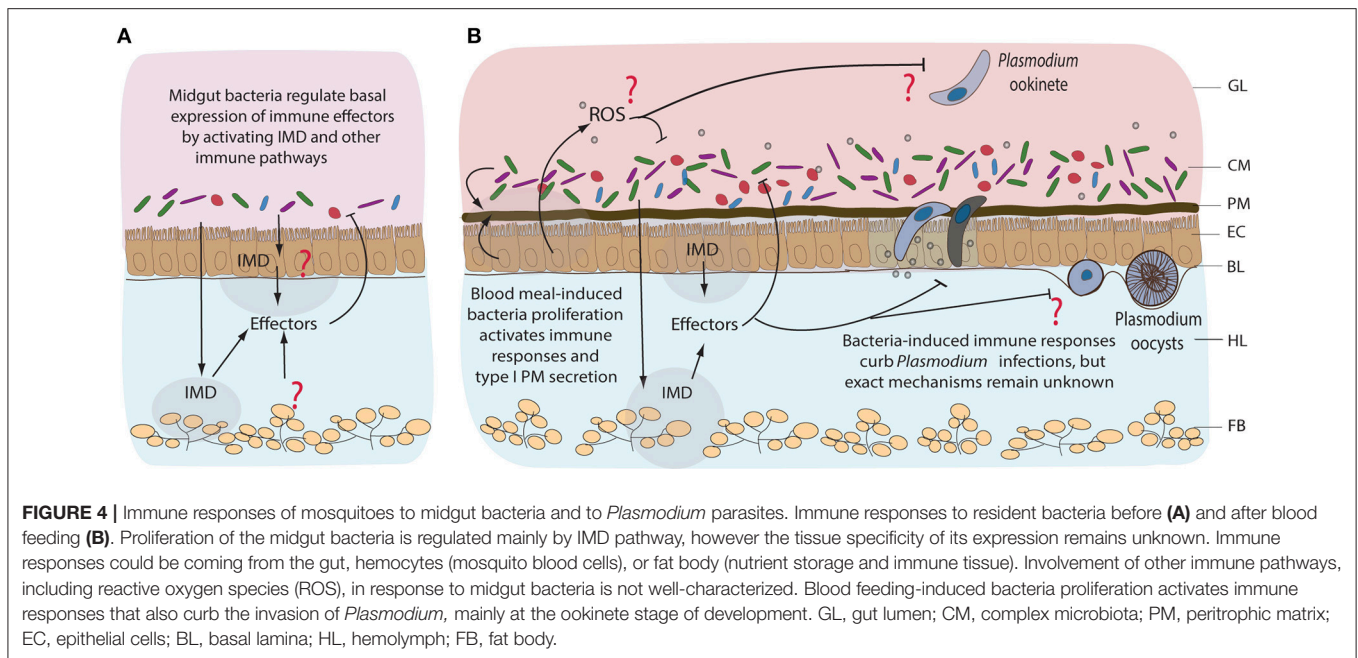 A
Midgut bacteria regulate basal
expression of immune effectors
by activating IMD and other
immune pathways
IMD
?
Effectors
IMD
?
B
ROS
?
?
Plasmodium
ookinete
IMD
Blood meal-induced
bacteria proliferation
activates immune
responses and
type I PM secretion
Effectors
IMD
?
Bacteria-induced immune responses
curb Plasmodium infections, but
exact mechanisms remain unknown
Plasmodium
oocysts
GL
CM
PM
EC
BL
HL
FB
FIGURE 4 | Immune responses of mosquitoes to midgut bacteria and to Plasmodium parasites. Immune responses to resident bacteria before (A) and after blood
feeding (B). Proliferation of the midgut bacteria is regulated mainly by IMD pathway, however the tissue specificity of its expression remains unknown. Immune
responses could be coming from the gut, hemocytes (mosquito blood cells), or fat body (nutrient storage and immune tissue). Involvement of other immune pathways,
including reactive oxygen species (ROS), in response to midgut bacteria is not well-characterized. Blood feeding-induced bacteria proliferation activates immune
responses that also curb the invasion of Plasmodium, mainly at the ookinete stage of development. GL, gut lumen; CM, complex microbiota; PM, peritrophic matrix;
EC, epithelial cells; BL, basal lamina; HL, hemolymph; FB, fat body.